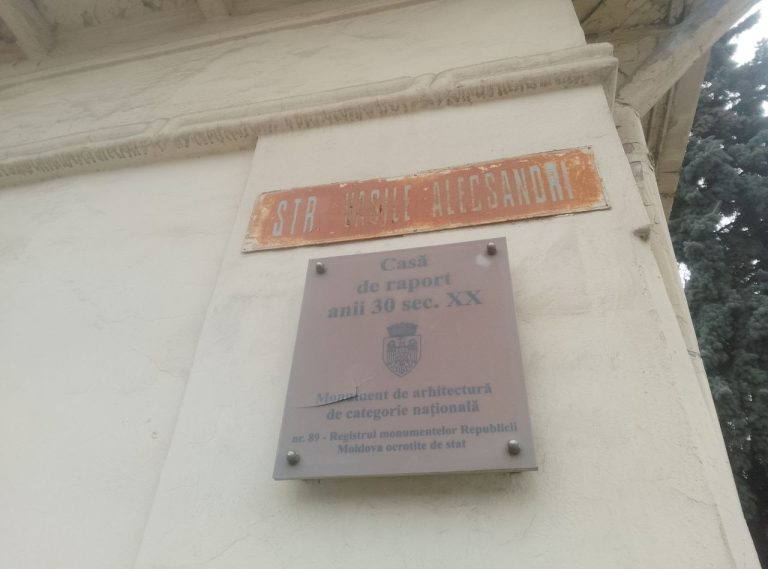 STR VASILE ALECSANDRI
Casă
de raport
anii 30 sec. XX
Monument de arhitectură
de categorie națională
nr. 89 - Registrul monumentelor Republicii
Moldova ocrotite de stat